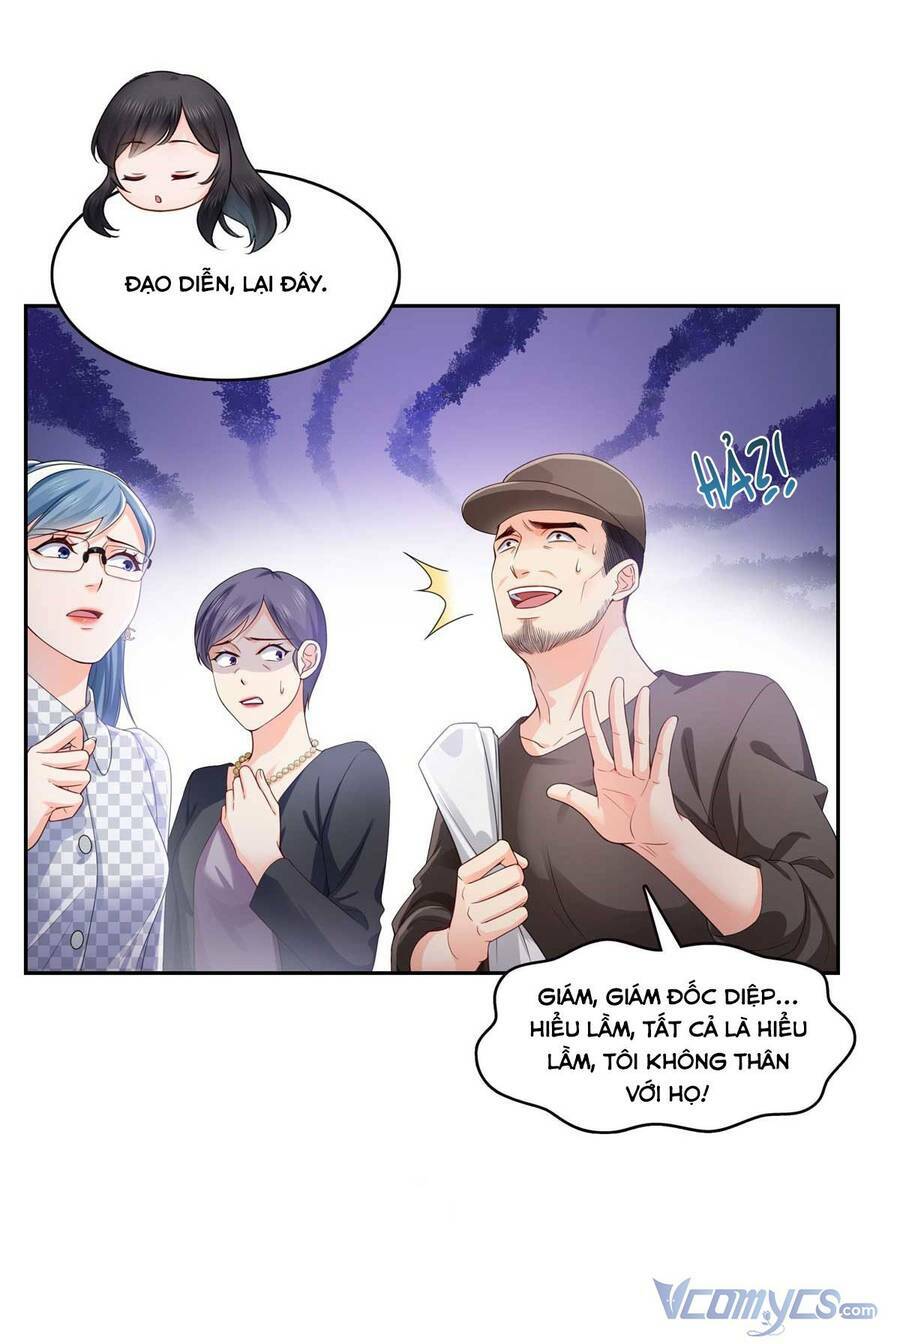 ĐẠO DIỄN, LẠI ĐÂY.
HẢ?!
GIÁM, GIÁM ĐỐC DIỆP...
HIỂU LẦM, TẤT CẢ LÀ HIỂU
LẦM, TÔI KHÔNG THÂN
VỚI HỌ!
VCOMYCS.com